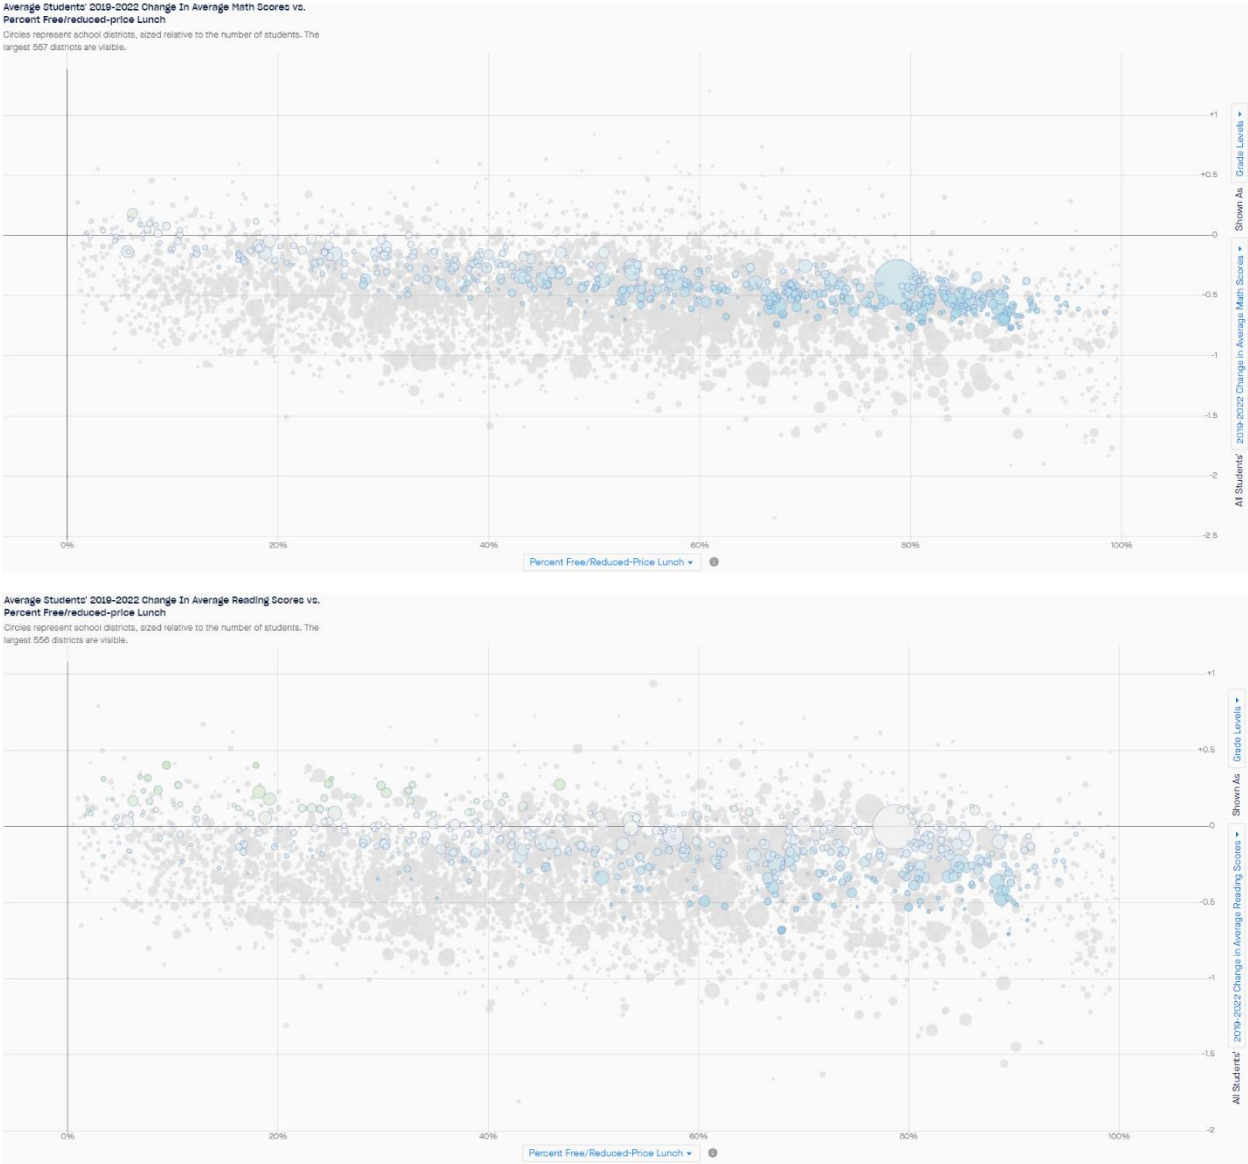 Average Students' 2019-2022 Change In Average Math Scores vs.
Percent Free/reduced-price Lunch
Circles represent school districts, sized relative to the number of students. The
largest 557 districts are visible.
+1
+0.5
0
-0.5
-1
-1.5
-2
-2.5
0%
20%
40%
60%
80%
100%
Percent Free/Reduced-Price Lunch
All Students' 2019-2022 Change in Average Math Scores Shown As Grade Levels
Average Students' 2019-2022 Change In Average Reading Scores vs.
Percent Free/reduced-price Lunch
Circles represent school districts, sized relative to the number of students. The
largest 556 districts are visible.
+1
+0.5
0
-0.5
-1
-1.5
-2
0%
20%
40%
60%
80%
100%
Percent Free/Reduced-Price Lunch
All Students' 2019-2022 Change in Average Reading Scores Shown As Grade Levels